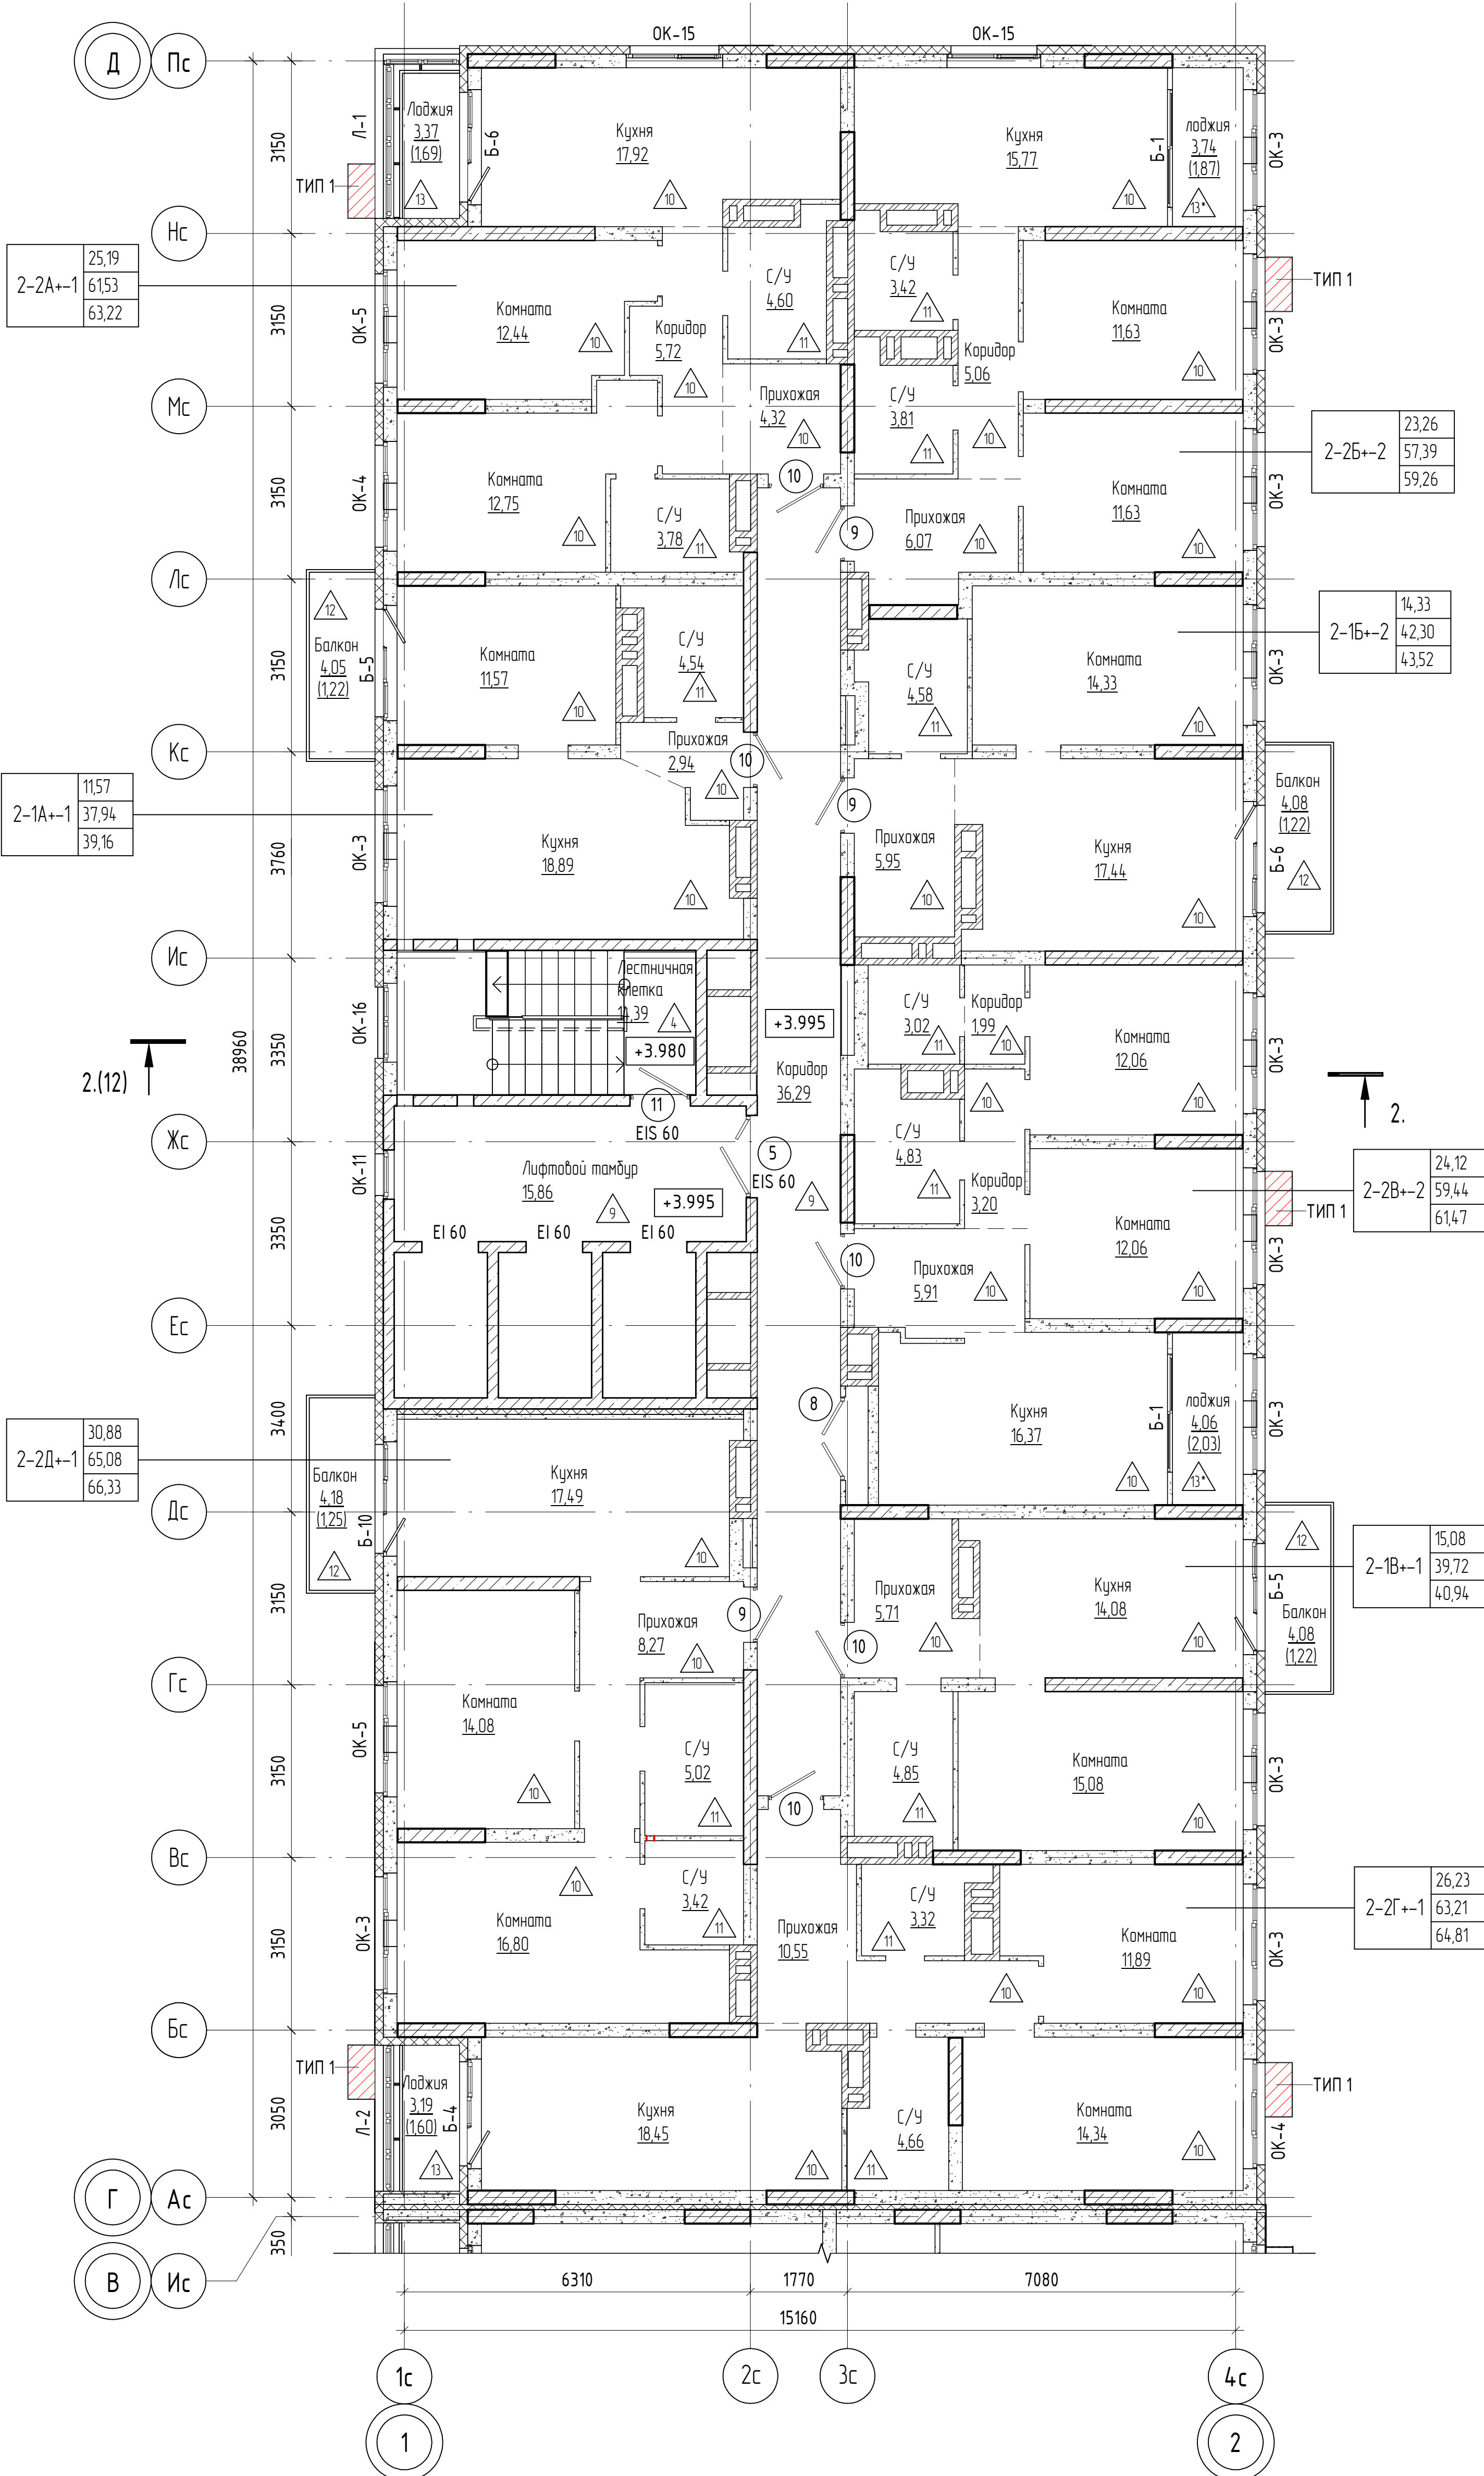 ОК-15
ОК-15
Д
Пс
Лоджия
3,37
(1,69)
Л-1
Б-6
Кухня
17,92
Кухня
15,77
Б-1
лоджия
3,74
(1,87)
ОК-3
3150
ТИП 1
13
10
10
13*
Нс
25,19
2-2А+-1
61,53
63,22
С/У
4,60
С/У
3,42
ТИП 1
Комната
12,44
Коридор
5,72
Комната
11,63
3150
ОК-5
ОК-3
10
11
11
Коридор
5,06
10
10
Мс
Прихожая
4,32
С/У
3,81
10
11
10
23,26
2-2Б+-2
57,39
59,26
3150
ОК-4
Комната
12,75
10
Комната
11,63
ОК-3
С/У
3,78
Прихожая
6,07
9
10
11
10
10
Лс
12
Балкон
4,05
(1,22)
Б-5
3150
Комната
11,57
С/У
4,54
С/У
4,58
Комната
14,33
ОК-3
14,33
2-1Б+-2
42,30
43,52
10
11
11
10
Кс
Прихожая
2,94
10
10
9
Балкон
4,08
(1,22)
11,57
2-1А+-1
37,94
39,16
3760
ОК-3
Кухня
18,89
Прихожая
5,95
Кухня
17,44
Б-6
12
10
10
10
Ис
Лестничная
клетка
14,39
4
ОК-16
3350
38960
+3.995
+3.980
С/У
3,02
Коридор
1,99
11
10
Комната
12,06
ОК-3
2.(12)
Коридор
36,29
11
EIS 60
10
10
2.
Жс
С/У
4,83
5
EIS 60
ОК-11
Лифтовой тамбур
15,86
9
+3.995
9
11
Коридор
3,20
24,12
2-2В+-2
59,44
61,47
ТИП 1
EI 60
EI 60
EI 60
3350
Комната
12,06
ОК-3
10
Прихожая
5,91
10
10
Ес
3400
8
Кухня
16,37
Б-1
лоджия
4,06
(2,03)
ОК-3
30,88
2-2Д+-1
65,08
66,33
Балкон
4,18
(1,25)
Б-10
Кухня
17,49
10
13*
Дс
12
10
12
15,08
2-1В+-1
39,72
40,94
3150
Прихожая
5,71
Кухня
14,08
Б-5
Балкон
4,08
(1,22)
Прихожая
8,27
9
10
10
10
10
Гс
Комната
14,08
ОК-5
3150
С/У
5,02
С/У
4,85
Комната
15,08
ОК-3
10
11
10
11
10
Вс
10
С/У
3,42
С/У
3,32
26,23
2-2Г+-1
63,21
64,81
3150
ОК-3
Комната
16,80
11
Прихожая
10,55
11
Комната
11,89
ОК-3
10
10
Бс
ТИП 1
Лоджия
3,19
(1,60)
Л-2
Б-4
3050
Кухня
18,45
С/У
4,66
Комната
14,34
ТИП 1
ОК-4
13
10
11
10
Г
Ас
350
В
Ис
6310
1770
7080
15160
1с
2с
3с
4с
1
2